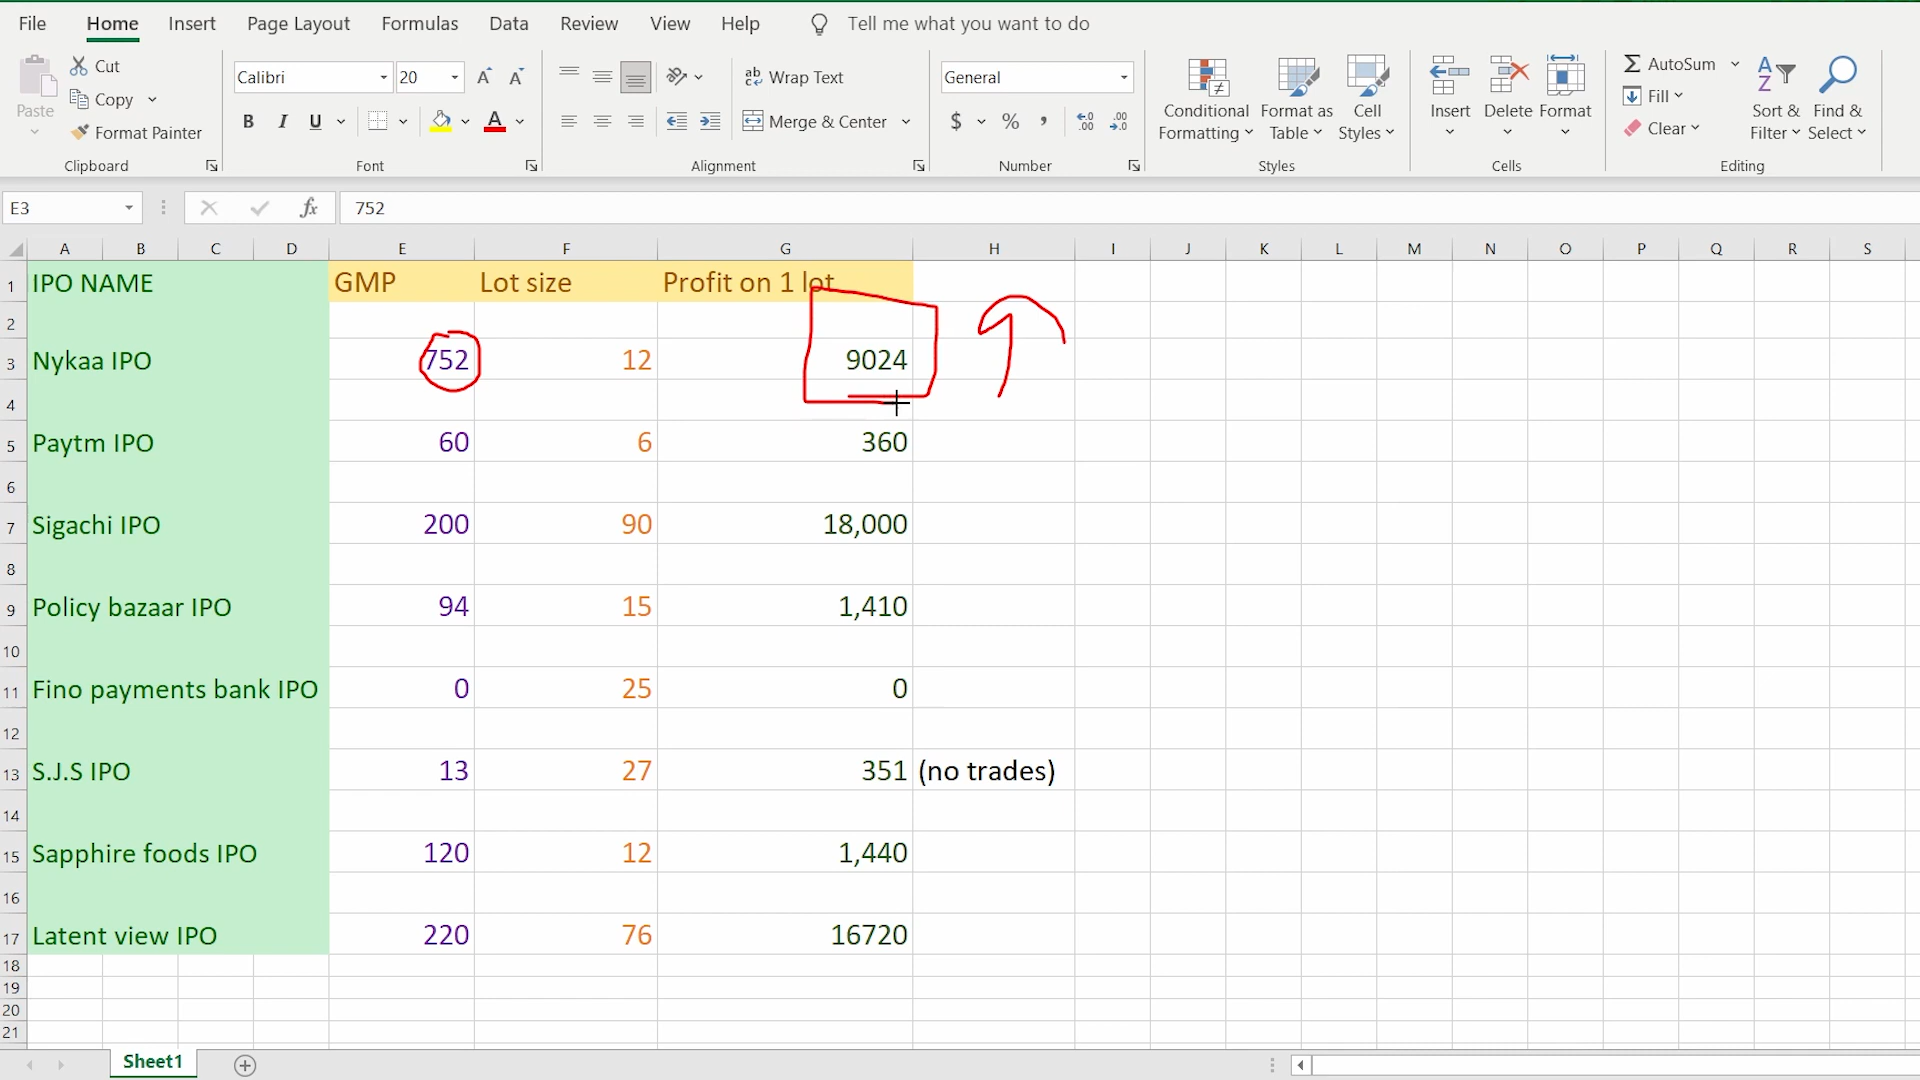 File Home Insert Page Layout Formulas Data Review View Help Tell me what you want to do
Paste Cut Copy Format Painter Clipboard
Calibri 20 A A B I U A Font
ab Wrap Text Merge & Center Alignment
General $ % , .00 Number
Conditional Formatting Format as Table Cell Styles Styles
Insert Delete Format Cells
AutoSum Fill Clear Sort & Filter Find & Select Editing
E3 fx 752
A B C D E F G H I J K L M N O P Q R S
1 IPO NAME GMP Lot size Profit on 1 lot
2
3 Nykaa IPO 752 12 9024
4
5 Paytm IPO 60 6 360
6
7 Sigachi IPO 200 90 18,000
8
9 Policy bazaar IPO 94 15 1,410
10
11 Fino payments bank IPO 0 25 0
12
13 S.J.S IPO 13 27 351 (no trades)
14
15 Sapphire foods IPO 120 12 1,440
16
17 Latent view IPO 220 76 16720
18
19
20
21
Sheet1